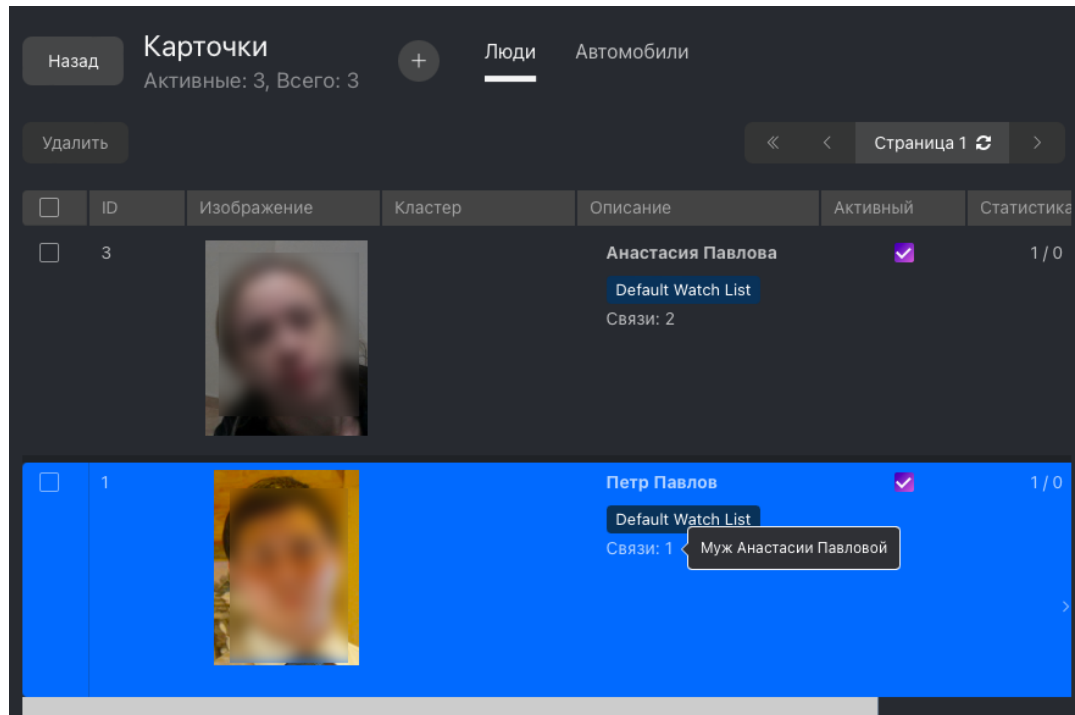 Назад
Карточки
Активные: 3, Всего: 3
+
Люди
Автомобили
Удалить
« < Страница 1 >
ID Изображение Кластер Описание Активный Статистика
3 Анастасия Павлова 1 / 0
Default Watch List
Связи: 2
1 Петр Павлов 1 / 0
Default Watch List
Связи: 1 Муж Анастасии Павловой